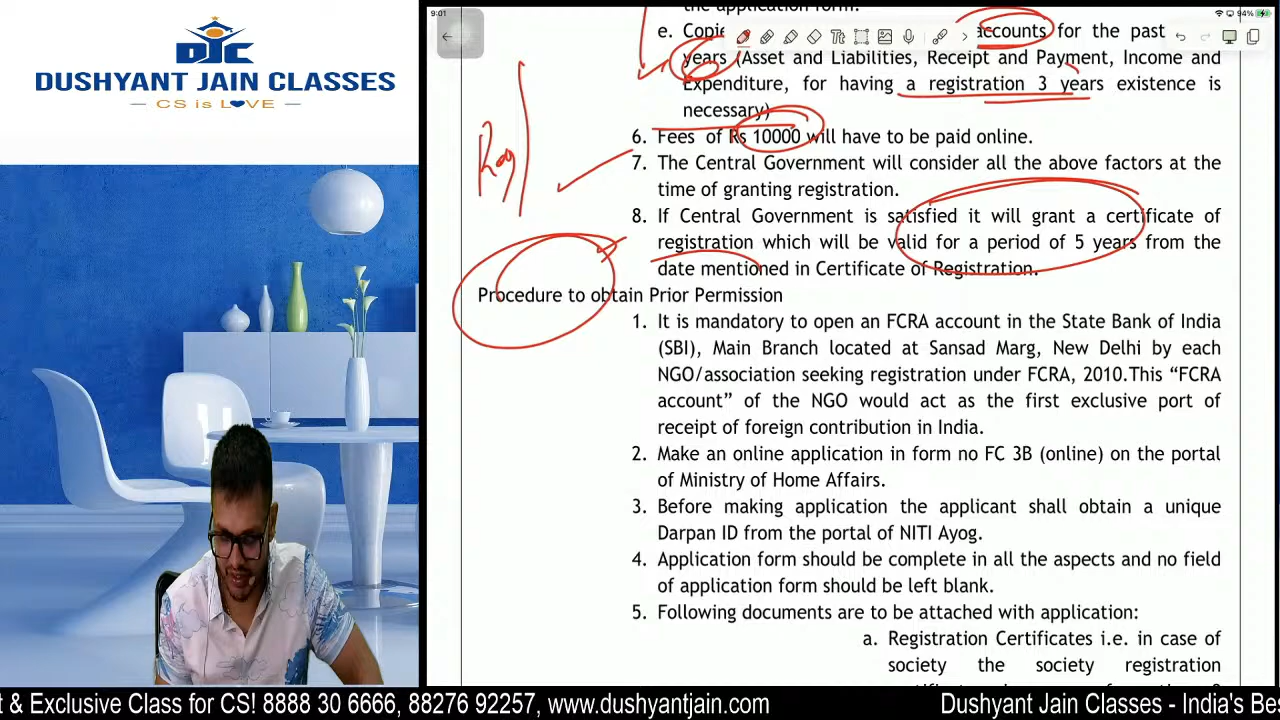 DJC
DUSHYANT JAIN CLASSES
CS is L VE
9:01
94%
the application form.
e. Copie accounts for the past
years (Asset and Liabilities, Receipt and Payment, Income and
Expenditure, for having a registration 3 years existence is
necessary)
6. Fees of Rs 10000 will have to be paid online.
7. The Central Government will consider all the above factors at the
time of granting registration.
Reg
8. If Central Government is satisfied it will grant a certificate of
registration which will be valid for a period of 5 years from the
date mentioned in Certificate of Registration.
Procedure to obtain Prior Permission
1. It is mandatory to open an FCRA account in the State Bank of India
(SBI), Main Branch located at Sansad Marg, New Delhi by each
NGO/association seeking registration under FCRA, 2010.This “FCRA
account” of the NGO would act as the first exclusive port of
receipt of foreign contribution in India.
2. Make an online application in form no FC 3B (online) on the portal
of Ministry of Home Affairs.
3. Before making application the applicant shall obtain a unique
Darpan ID from the portal of NITI Ayog.
4. Application form should be complete in all the aspects and no field
of application form should be left blank.
5. Following documents are to be attached with application:
a. Registration Certificates i.e. in case of
society the society registration
t & Exclusive Class for CS! 8888 30 6666, 88276 92257, www.dushyantjain.com
Dushyant Jain Classes - India's Bes